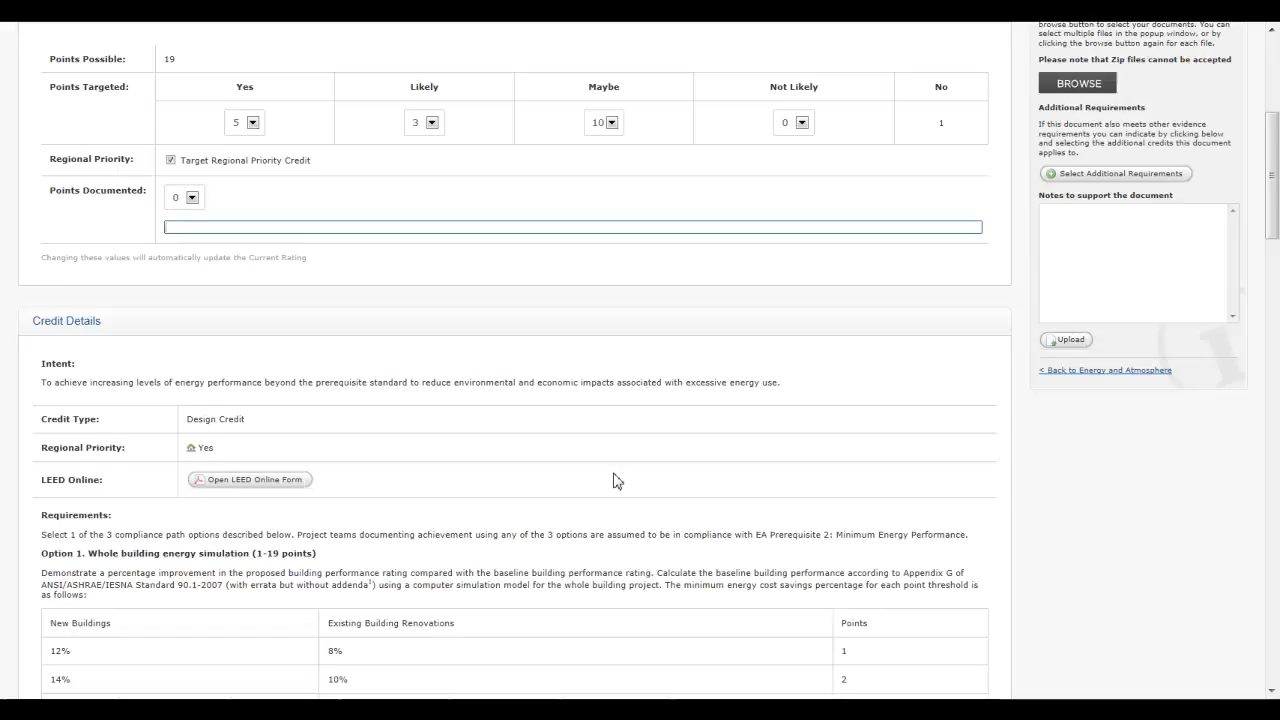 Points Possible: 19
Points Targeted: Yes Likely Maybe Not Likely No
5 3 10 0 1
Regional Priority: Target Regional Priority Credit
Points Documented: 0
Changing these values will automatically update the Current Rating
Credit Details
Intent:
To achieve increasing levels of energy performance beyond the prerequisite standard to reduce environmental and economic impacts associated with excessive energy use.
Credit Type: Design Credit
Regional Priority: Yes
LEED Online: Open LEED Online Form
Requirements:
Select 1 of the 3 compliance path options described below. Project teams documenting achievement using any of the 3 options are assumed to be in compliance with EA Prerequisite 2: Minimum Energy Performance.
Option 1. Whole building energy simulation (1-19 points)
Demonstrate a percentage improvement in the proposed building performance rating compared with the baseline building performance rating. Calculate the baseline building performance according to Appendix G of
ANSI/ASHRAE/IESNA Standard 90.1-2007 (with errata but without addenda¹) using a computer simulation model for the whole building project. The minimum energy cost savings percentage for each point threshold is
as follows:
New Buildings Existing Building Renovations Points
12% 8% 1
14% 10% 2
browse button to select your documents. You can
select multiple files in the popup window, or by
clicking the browse button again for each file.
Please note that Zip files cannot be accepted
BROWSE
Additional Requirements
If this document also meets other evidence
requirements you can indicate by clicking below
and selecting the additional credits this document
applies to.
Select Additional Requirements
Notes to support the document
Upload
< Back to Energy and Atmosphere